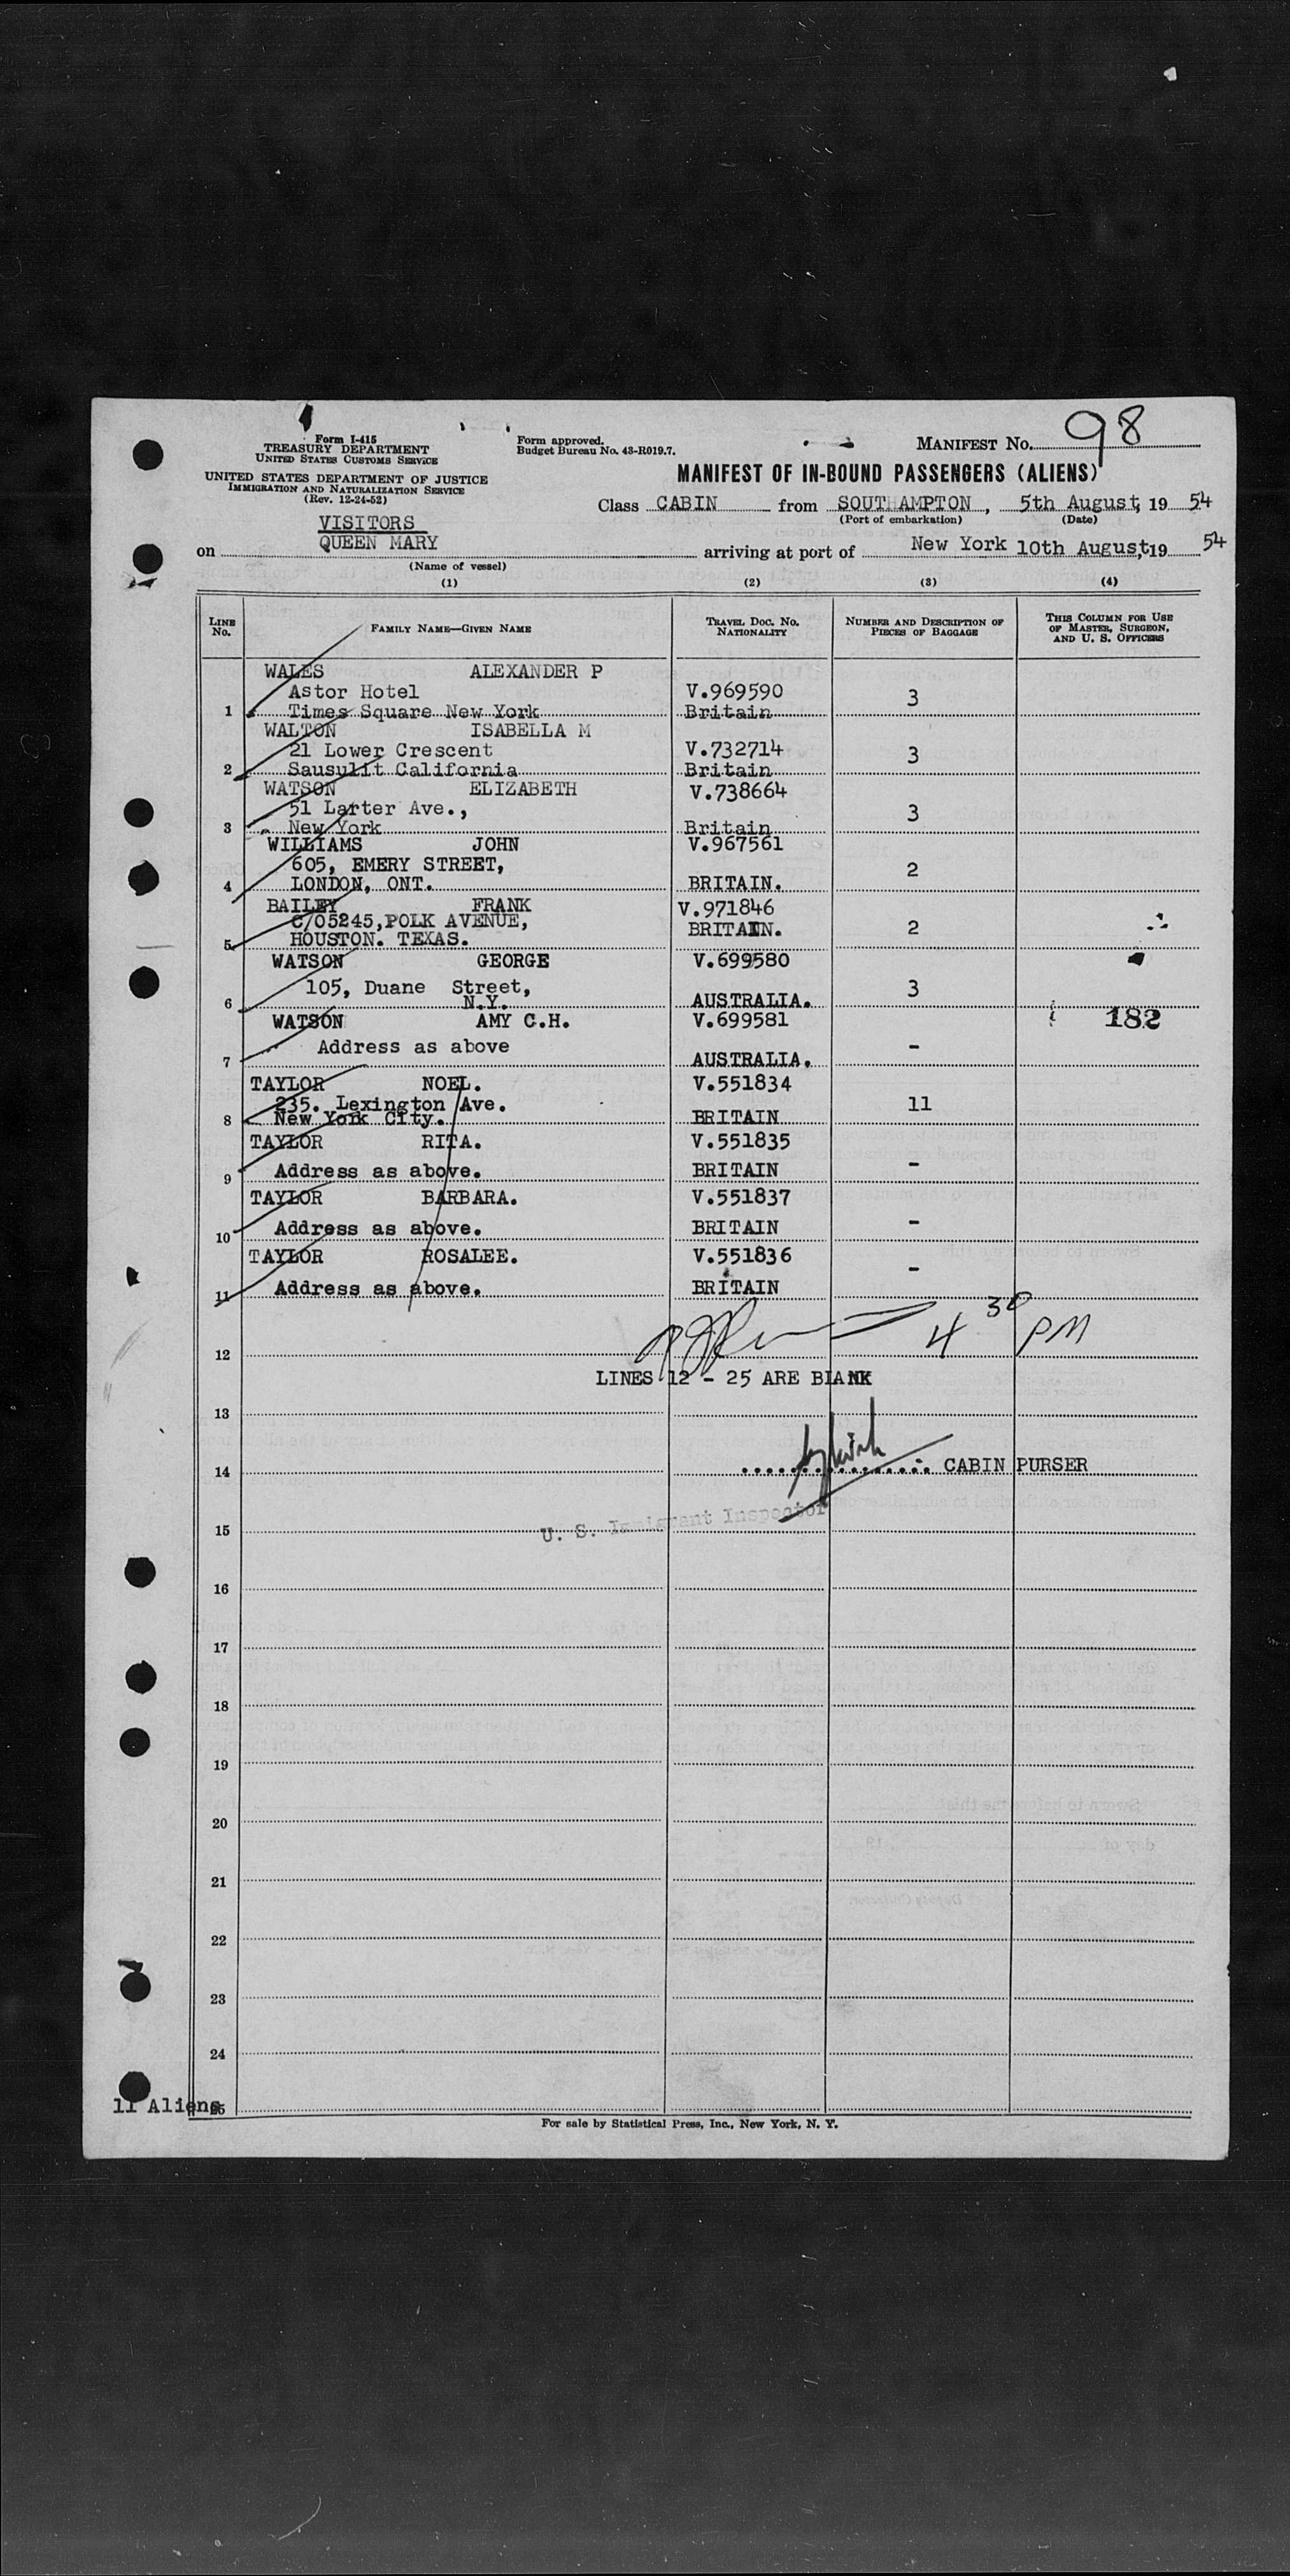 Form I-415
TREASURY DEPARTMENT
UNITED STATES CUSTOMS SERVICE
UNITED STATES DEPARTMENT OF JUSTICE
IMMIGRATION AND NATURALIZATION SERVICE
(Rev. 12-24-52)
Form approved.
Budget Bureau No. 43-R019.7.
MANIFEST No. 98
MANIFEST OF IN-BOUND PASSENGERS (ALIENS)
Class CABIN from SOUTHAMPTON, 5th August, 19 54
(Port of embarkation) (Date)
VISITORS
on QUEEN MARY arriving at port of New York 10th August, 19 54
(Name of vessel)
(1) (2) (3) (4)
LINE No. FAMILY NAME—GIVEN NAME TRAVEL DOC. NO. NATIONALITY NUMBER AND DESCRIPTION OF PIECES OF BAGGAGE THIS COLUMN FOR USE OF MASTER, SURGEON, AND U. S. OFFICERS
WALES ALEXANDER P
Astor Hotel V.969590 3
1 Times Square New York Britain
WALTON ISABELLA M
21 Lower Crescent V.732714 3
2 Sausulit California Britain
WATSON ELIZABETH V.738664
51 Larter Ave., 3
3 New York Britain
WILLIAMS JOHN V.967561
605, EMERY STREET, 2
4 LONDON, ONT. BRITAIN.
BAILEY FRANK V.971846
C/O5245,POLK AVENUE, BRITAIN. 2
5 HOUSTON. TEXAS.
WATSON GEORGE V.699580
105, Duane Street, 3
6 N.Y. AUSTRALIA.
WATSON AMY C.H. V.699581 182
Address as above -
7 AUSTRALIA.
TAYLOR NOEL. V.551834
235. Lexington Ave. 11
8 New York City. BRITAIN
TAYLOR RITA. V.551835
9 Address as above. BRITAIN -
TAYLOR BARBARA. V.551837
10 Address as above. BRITAIN -
TAYLOR ROSALEE. V.551836
11 Address as above. BRITAIN -
4 30 PM
12
LINES 12 - 25 ARE BLANK
13
14 CABIN PURSER
U. S. Immigrant Inspector
15
16
17
18
19
20
21
22
23
24
11 Aliens 25
For sale by Statistical Press, Inc., New York, N. Y.